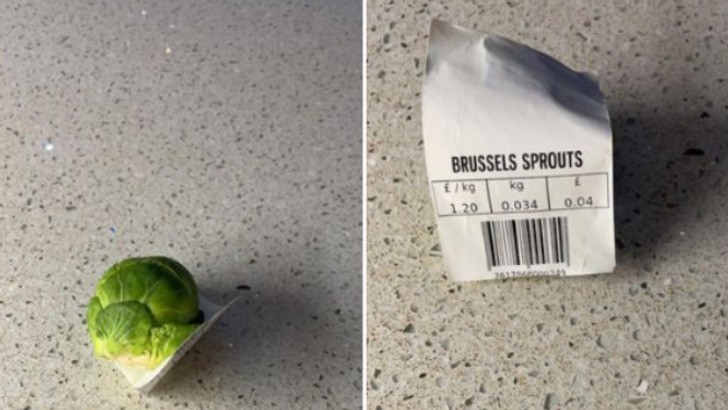 BRUSSELS SPROUTS
£/kg kg £
1.20 0.034 0.04